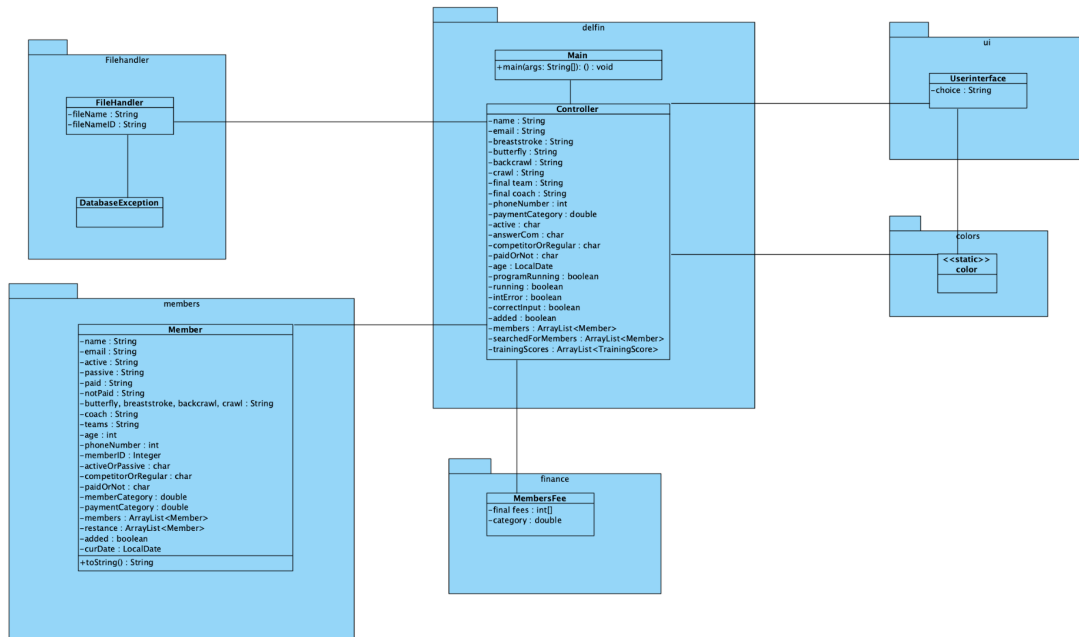 Filehandler
FileHandler
-fileName : String
-fileNameID : String
DatabaseException
delfin
Main
+main(args: String[]): () : void
Controller
-name : String
-email : String
-breaststroke : String
-butterfly : String
-backcrawl : String
-crawl : String
-final team : String
-final coach : String
-phoneNumber : int
-paymentCategory : double
-active : char
-answerCom : char
-competitorOrRegular : char
-paidOrNot : char
-age : LocalDate
-programRunning : boolean
-running : boolean
-intError : boolean
-correctInput : boolean
-added : boolean
-members : ArrayList<Member>
-searchedForMembers : ArrayList<Member>
-trainingScores : ArrayList<TrainingScore>
ui
Userinterface
-choice : String
colors
<<static>>
color
members
Member
-name : String
-email : String
-active : String
-passive : String
-paid : String
-notPaid : String
-butterfly, breaststroke, backcrawl, crawl : String
-coach : String
-teams : String
-age : int
-phoneNumber : int
-memberID : Integer
-activeOrPassive : char
-competitorOrRegular : char
-paidOrNot : char
-memberCategory : double
-paymentCategory : double
-members : ArrayList<Member>
-restance : ArrayList<Member>
-added : boolean
-curDate : LocalDate
+toString() : String
finance
MembersFee
-final fees : int[]
-category : double